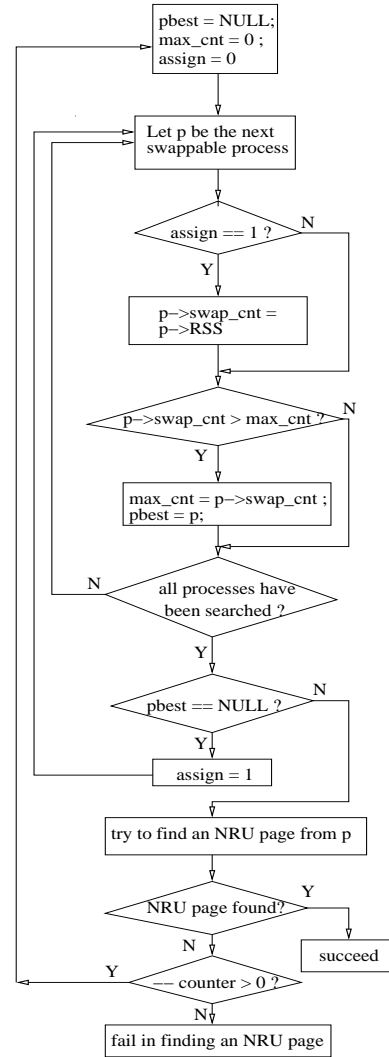 pbest = NULL;
max_cnt = 0 ;
assign = 0
Let p be the next
swappable process
assign == 1 ?
N
Y
p->swap_cnt =
p->RSS
p->swap_cnt > max_cnt ?
N
Y
max_cnt = p->swap_cnt ;
pbest = p;
N
all processes have
been searched ?
Y
pbest == NULL ?
N
Y
assign = 1
try to find an NRU page from p
NRU page found?
Y
N
succeed
Y
-- counter > 0 ?
N
fail in finding an NRU page